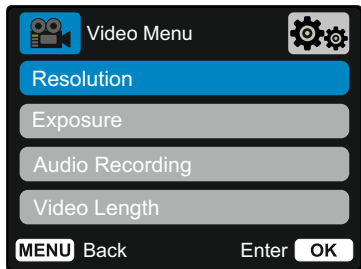 Video Menu
Resolution
Exposure
Audio Recording
Video Length
MENU Back Enter OK